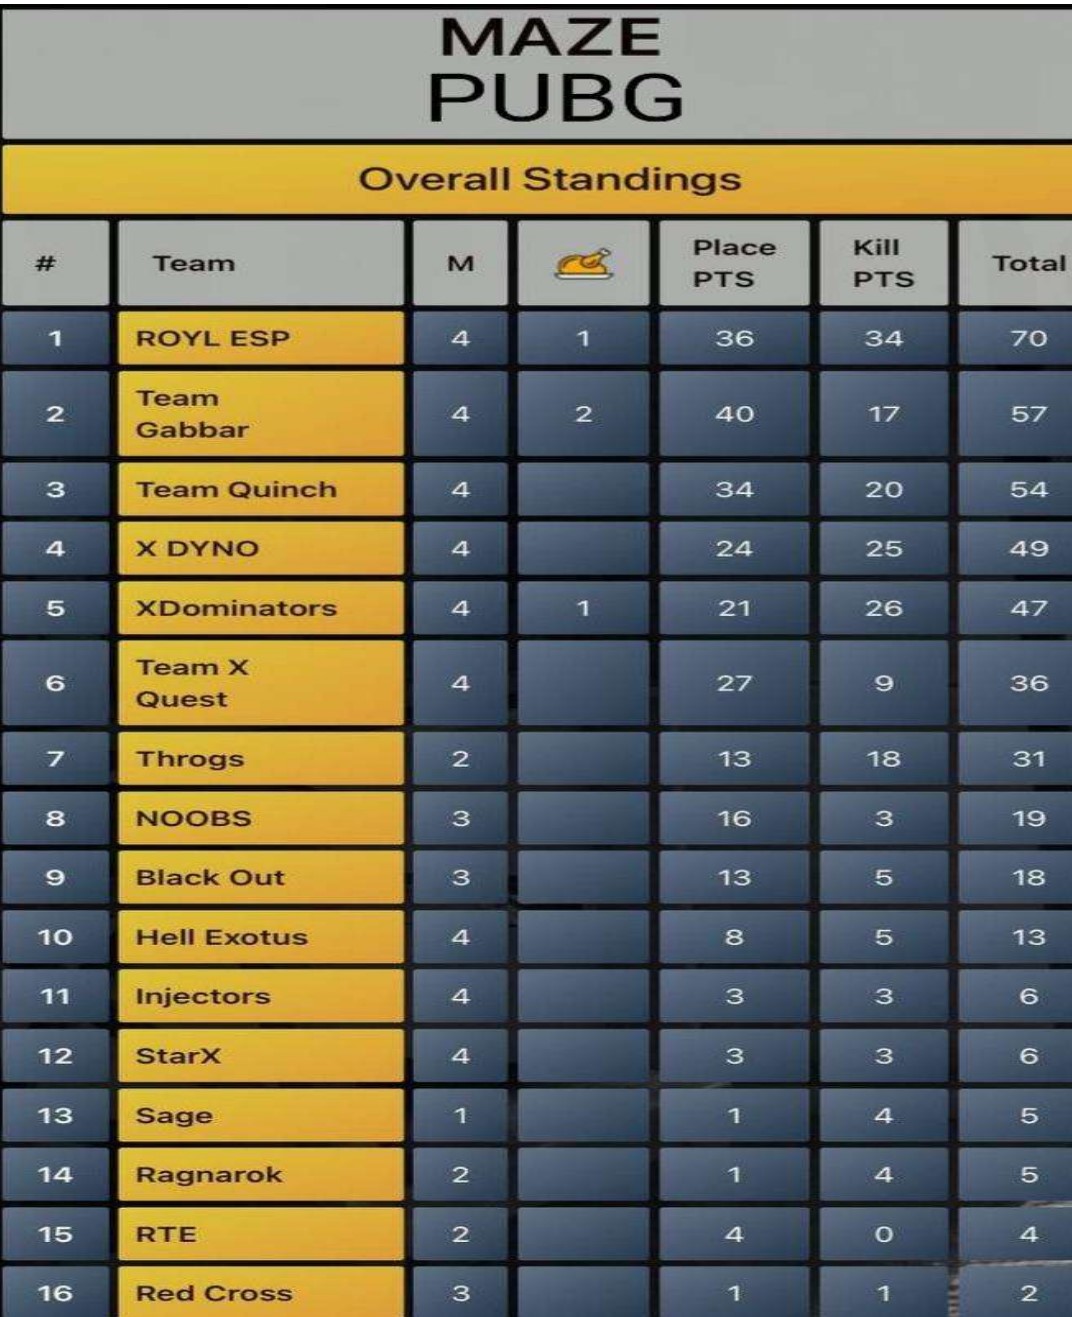 MAZE
PUBG
Overall Standings
# Team M Place PTS Kill PTS Total
1 ROYL ESP 4 1 36 34 70
2 Team Gabbar 4 2 40 17 57
3 Team Quinch 4 34 20 54
4 X DYNO 4 24 25 49
5 XDominators 4 1 21 26 47
6 Team X Quest 4 27 9 36
7 Throgs 2 13 18 31
8 NOOBS 3 16 3 19
9 Black Out 3 13 5 18
10 Hell Exotus 4 8 5 13
11 Injectors 4 3 3 6
12 StarX 4 3 3 6
13 Sage 1 1 4 5
14 Ragnarok 2 1 4 5
15 RTE 2 4 0 4
16 Red Cross 3 1 1 2